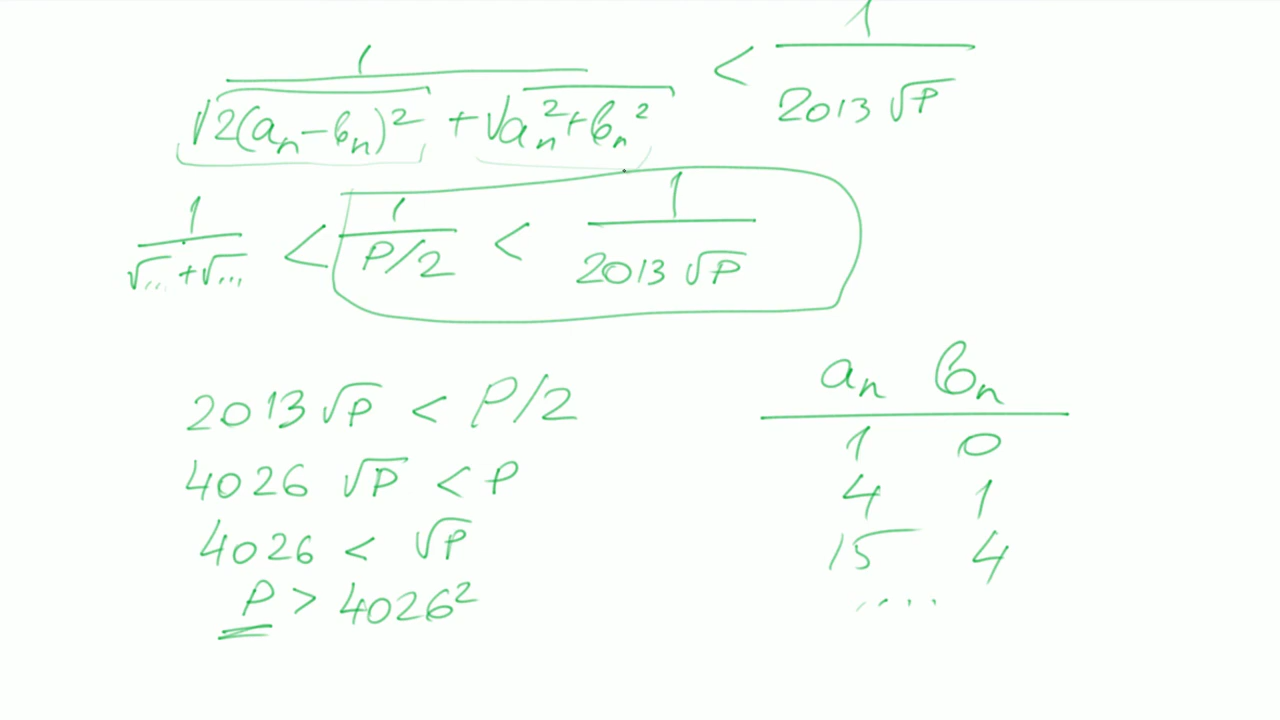 1 / (√(2(aₙ−bₙ)²) + √(aₙ²+bₙ²)) < 1 / (2013 √P)
1 / (√... + √...) < 1 / (P/2) < 1 / (2013 √P)
2013 √P < P/2
4026 √P < P
4026 < √P
P > 4026²
aₙ bₙ
1 0
4 1
15 4
....